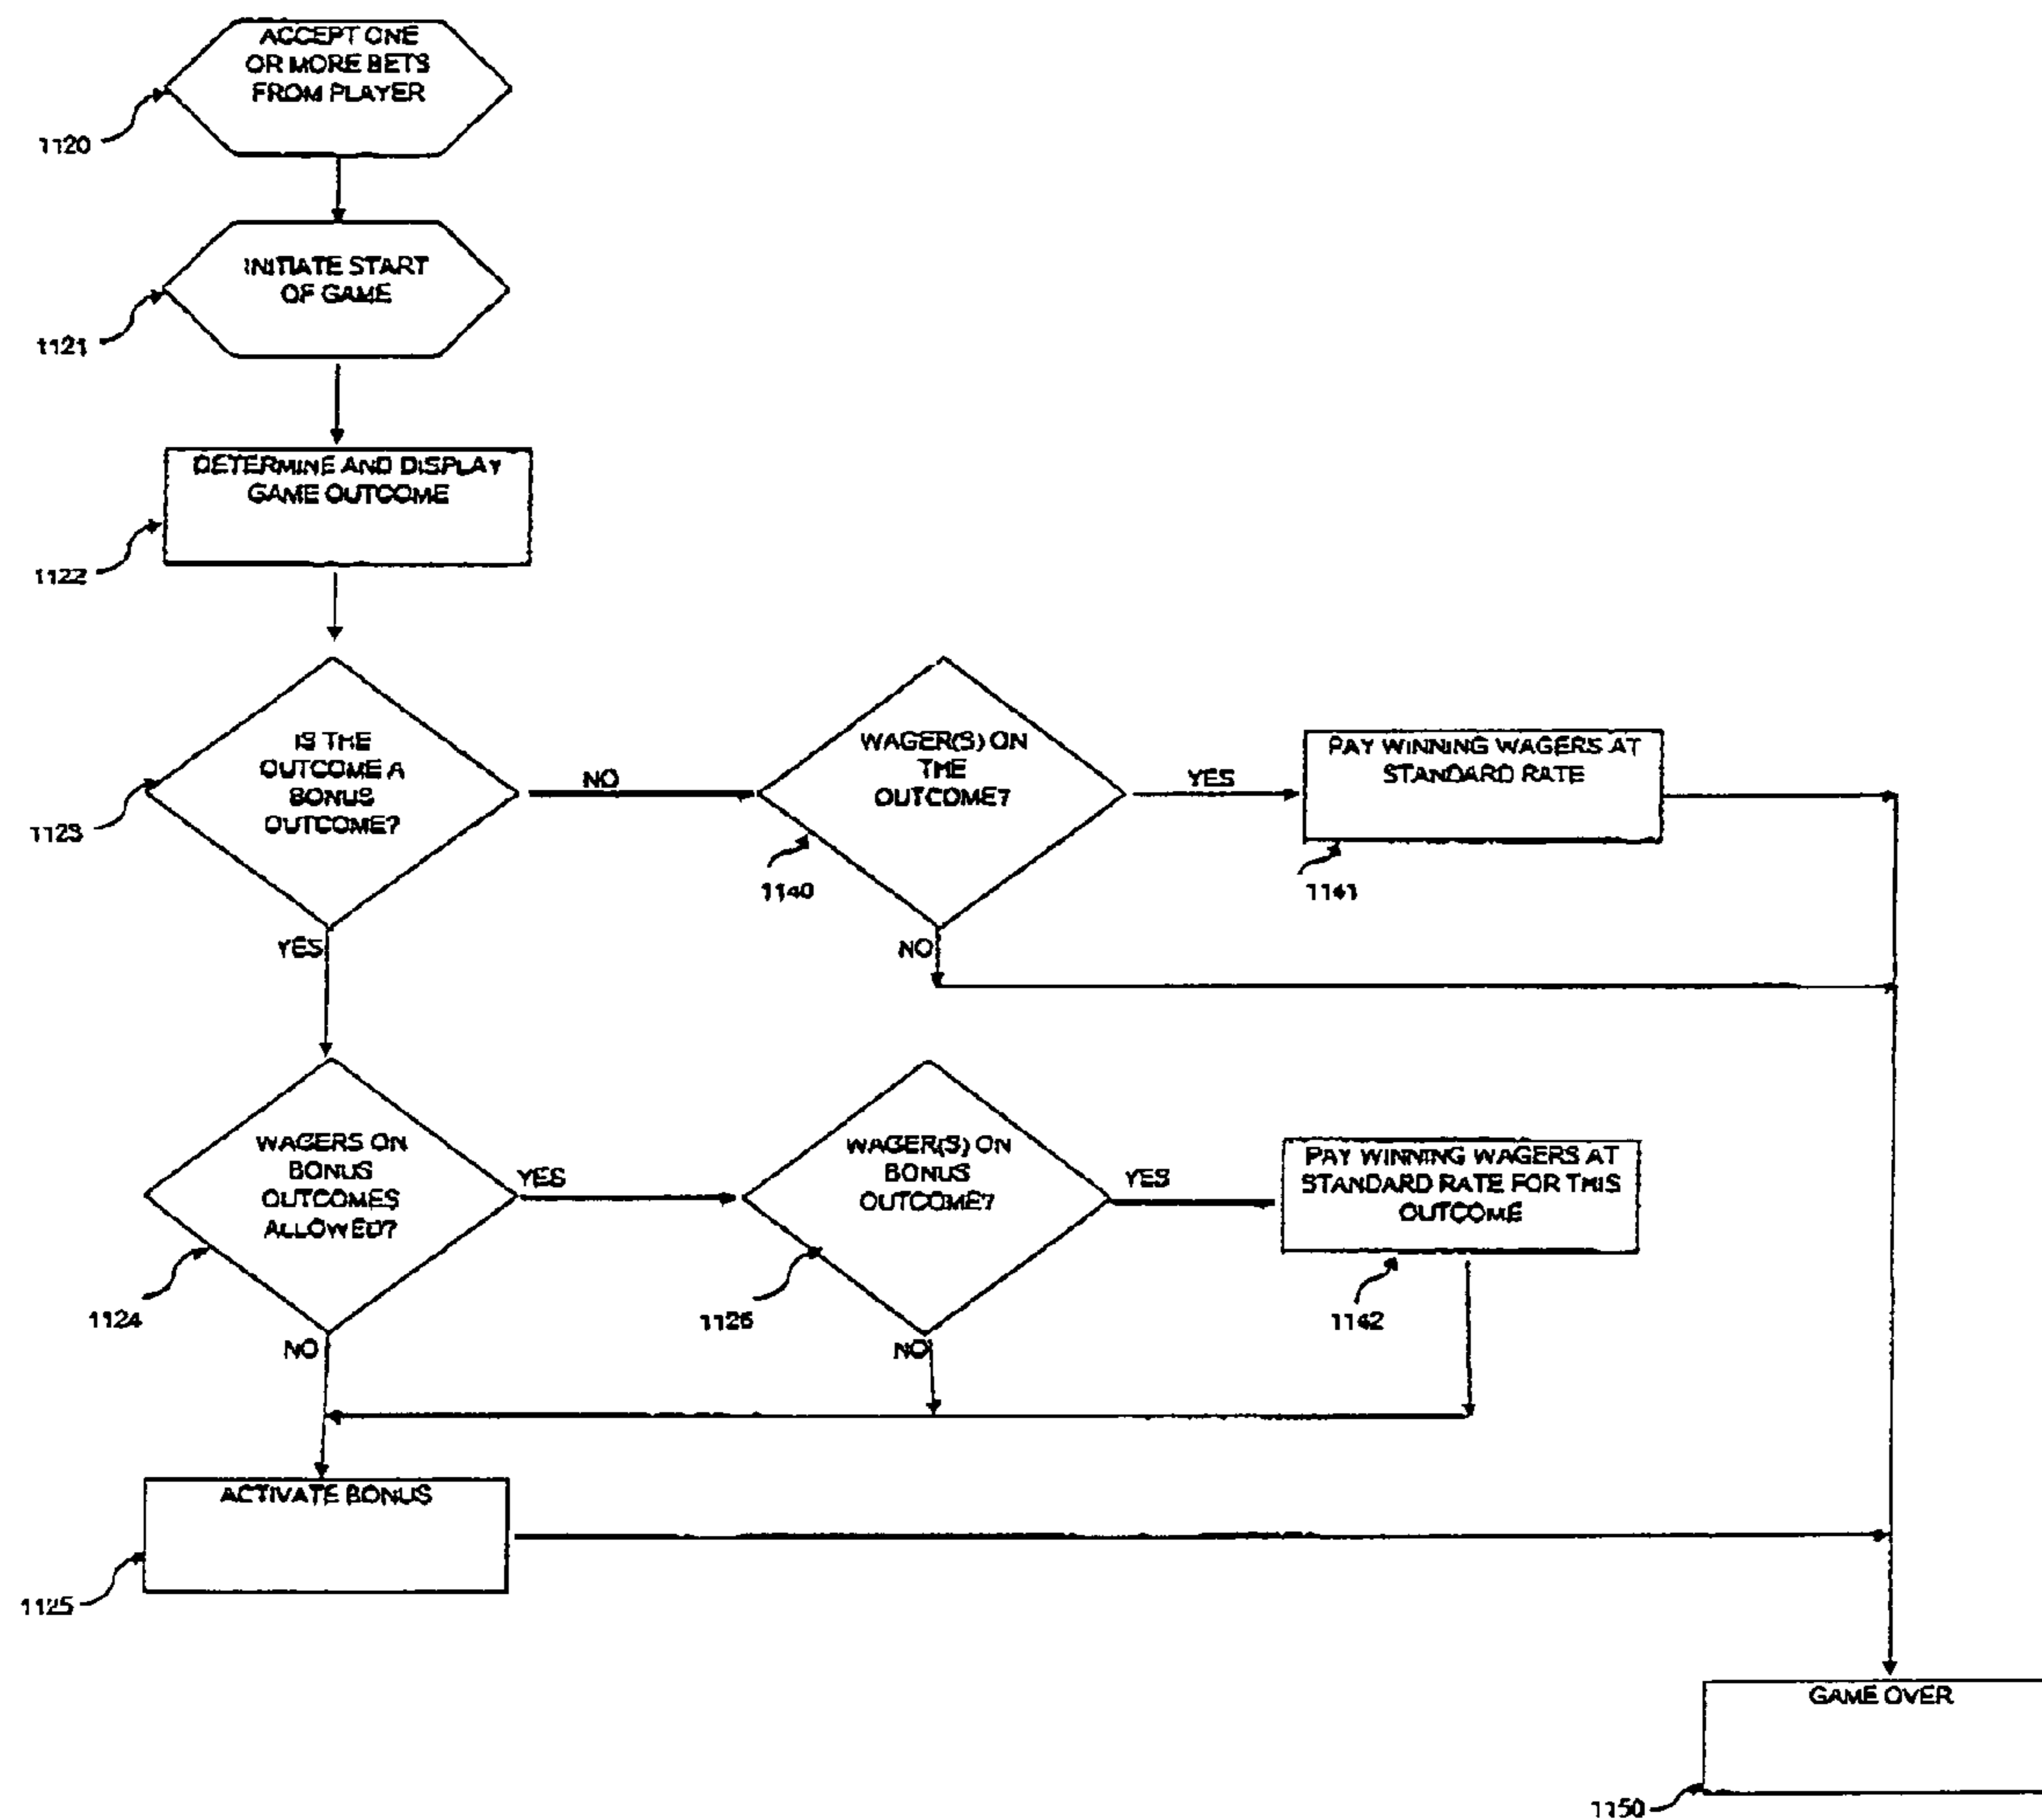 ACCEPT ONE
OR MORE BETS
FROM PLAYER
1120
INITIATE START
OF GAME
1121
DETERMINE AND DISPLAY
GAME OUTCOME
1122
IS THE
OUTCOME A
BONUS
OUTCOME?
1123
NO
YES
WAGER(S) ON
THE
OUTCOME?
1140
YES
NO
PAY WINNING WAGERS AT
STANDARD RATE
1141
WAGERS ON
BONUS
OUTCOMES
ALLOWED?
1124
YES
NO
WAGER(S) ON
BONUS
OUTCOME?
1126
YES
NO
PAY WINNING WAGERS AT
STANDARD RATE FOR THIS
OUTCOME
1142
ACTIVATE BONUS
1125
GAME OVER
1150